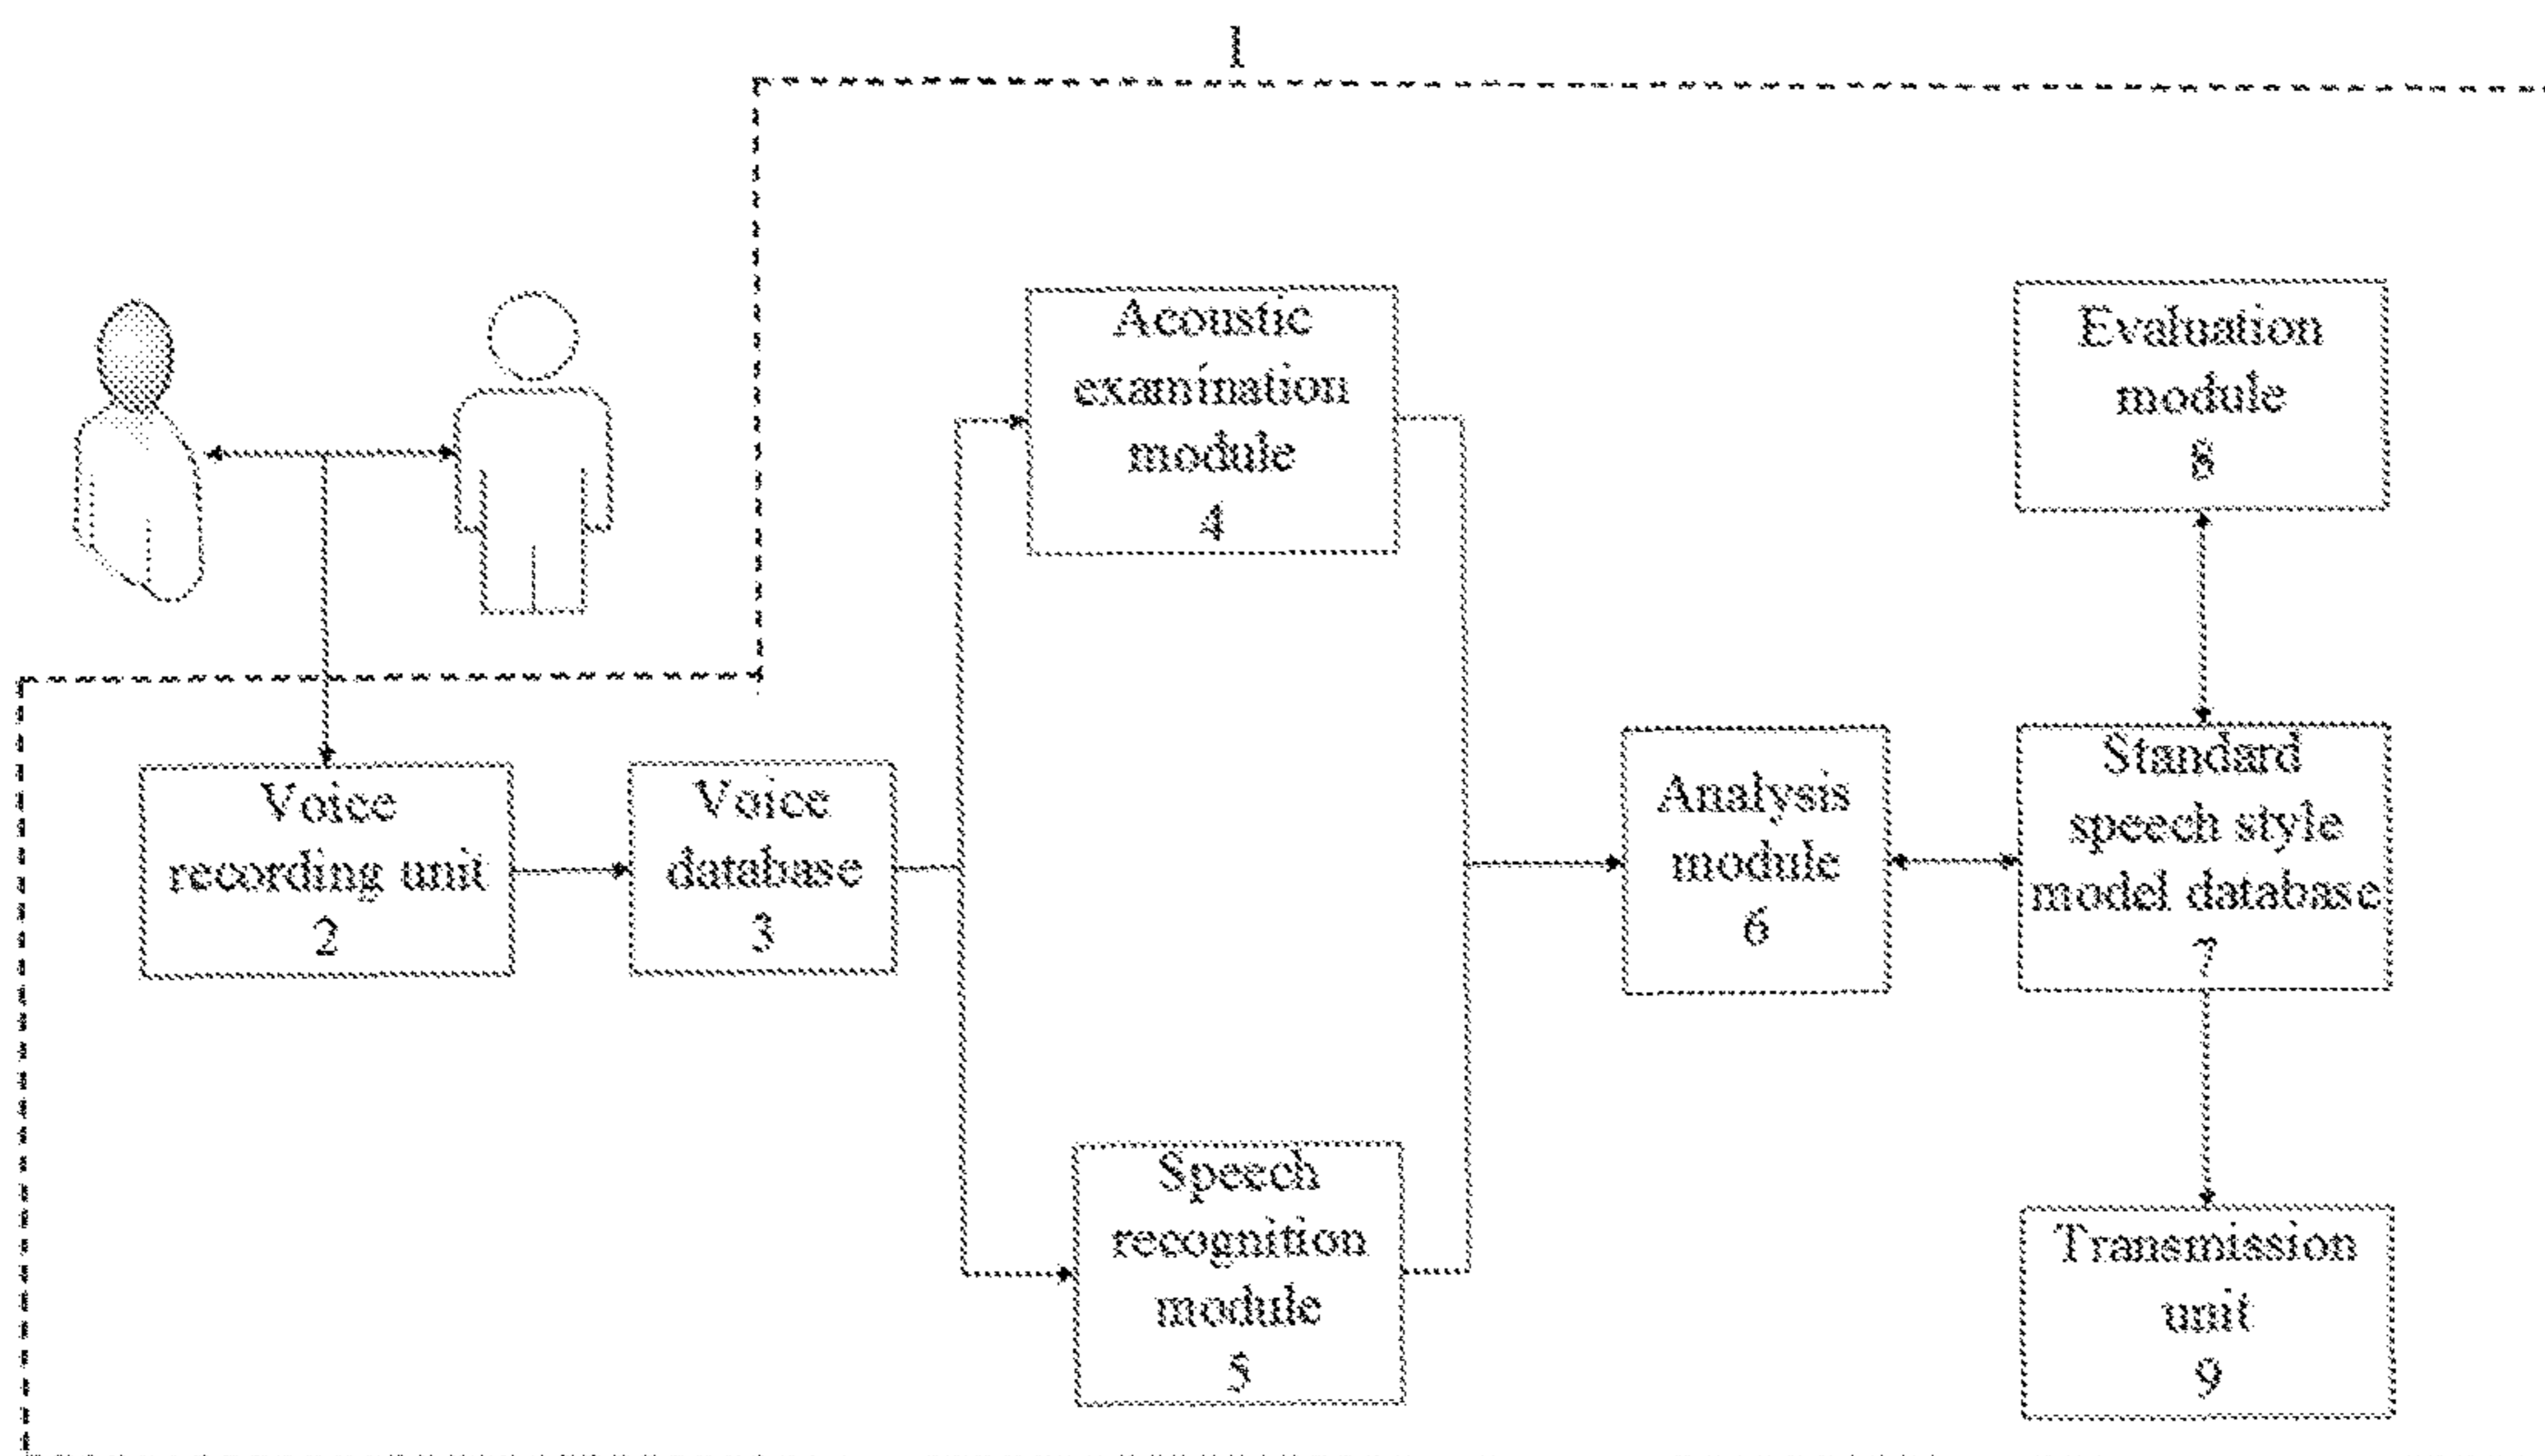 1
Acoustic
examination
module
4
Evaluation
module
8
Voice
recording unit
2
Voice
database
3
Analysis
module
6
Standard
speech style
model database
7
Speech
recognition
module
5
Transmission
unit
9